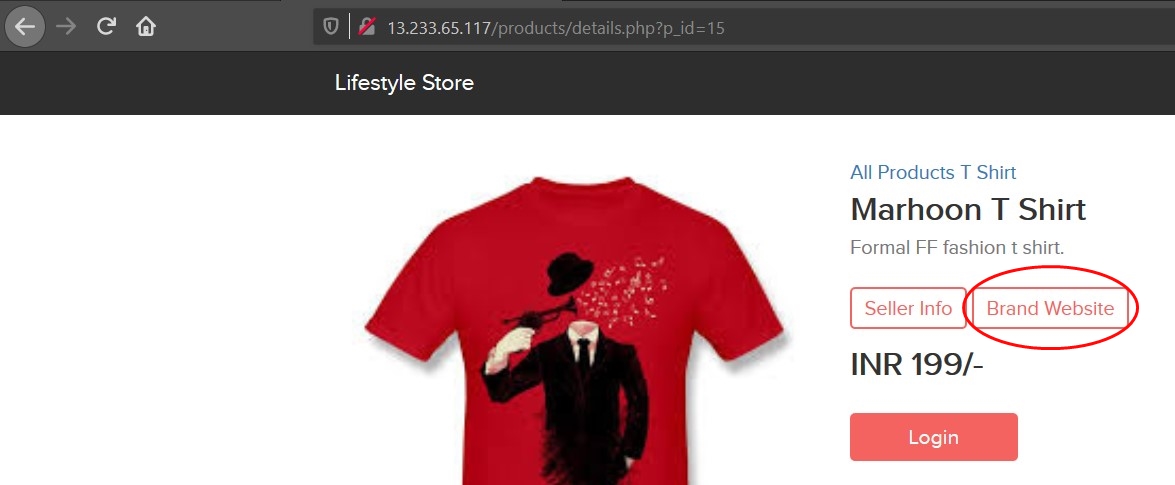 13.233.65.117/products/details.php?p_id=15
Lifestyle Store
All Products T Shirt
Marhoon T Shirt
Formal FF fashion t shirt.
Seller Info
Brand Website
INR 199/-
Login